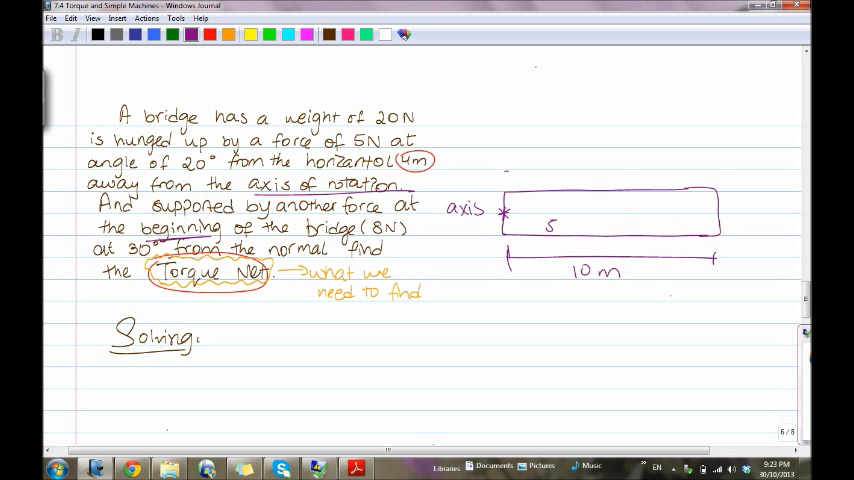 7.4 Torque and Simple Machines - Windows Journal
File Edit View Insert Actions Tools Help
B I
A bridge has a weight of 20N
is hunged up by a force of 5N at
angle of 20° from the horizantol 4m
away from the axis of rotation.
And supported by another force at
the beginning of the bridge (8N)
at 30° from the normal find
the Torque Net. → what we
need to find
axis
5
10 m
Solving.
6 / 8
Libraries Documents Pictures Music » EN
9:23 PM
30/10/2013